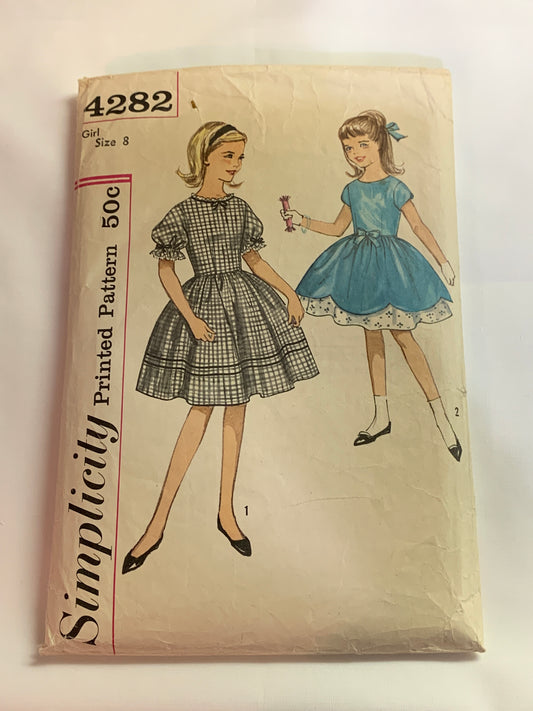 4282
Girl
Size 8
Simplicity
Printed Pattern 50c
1
2